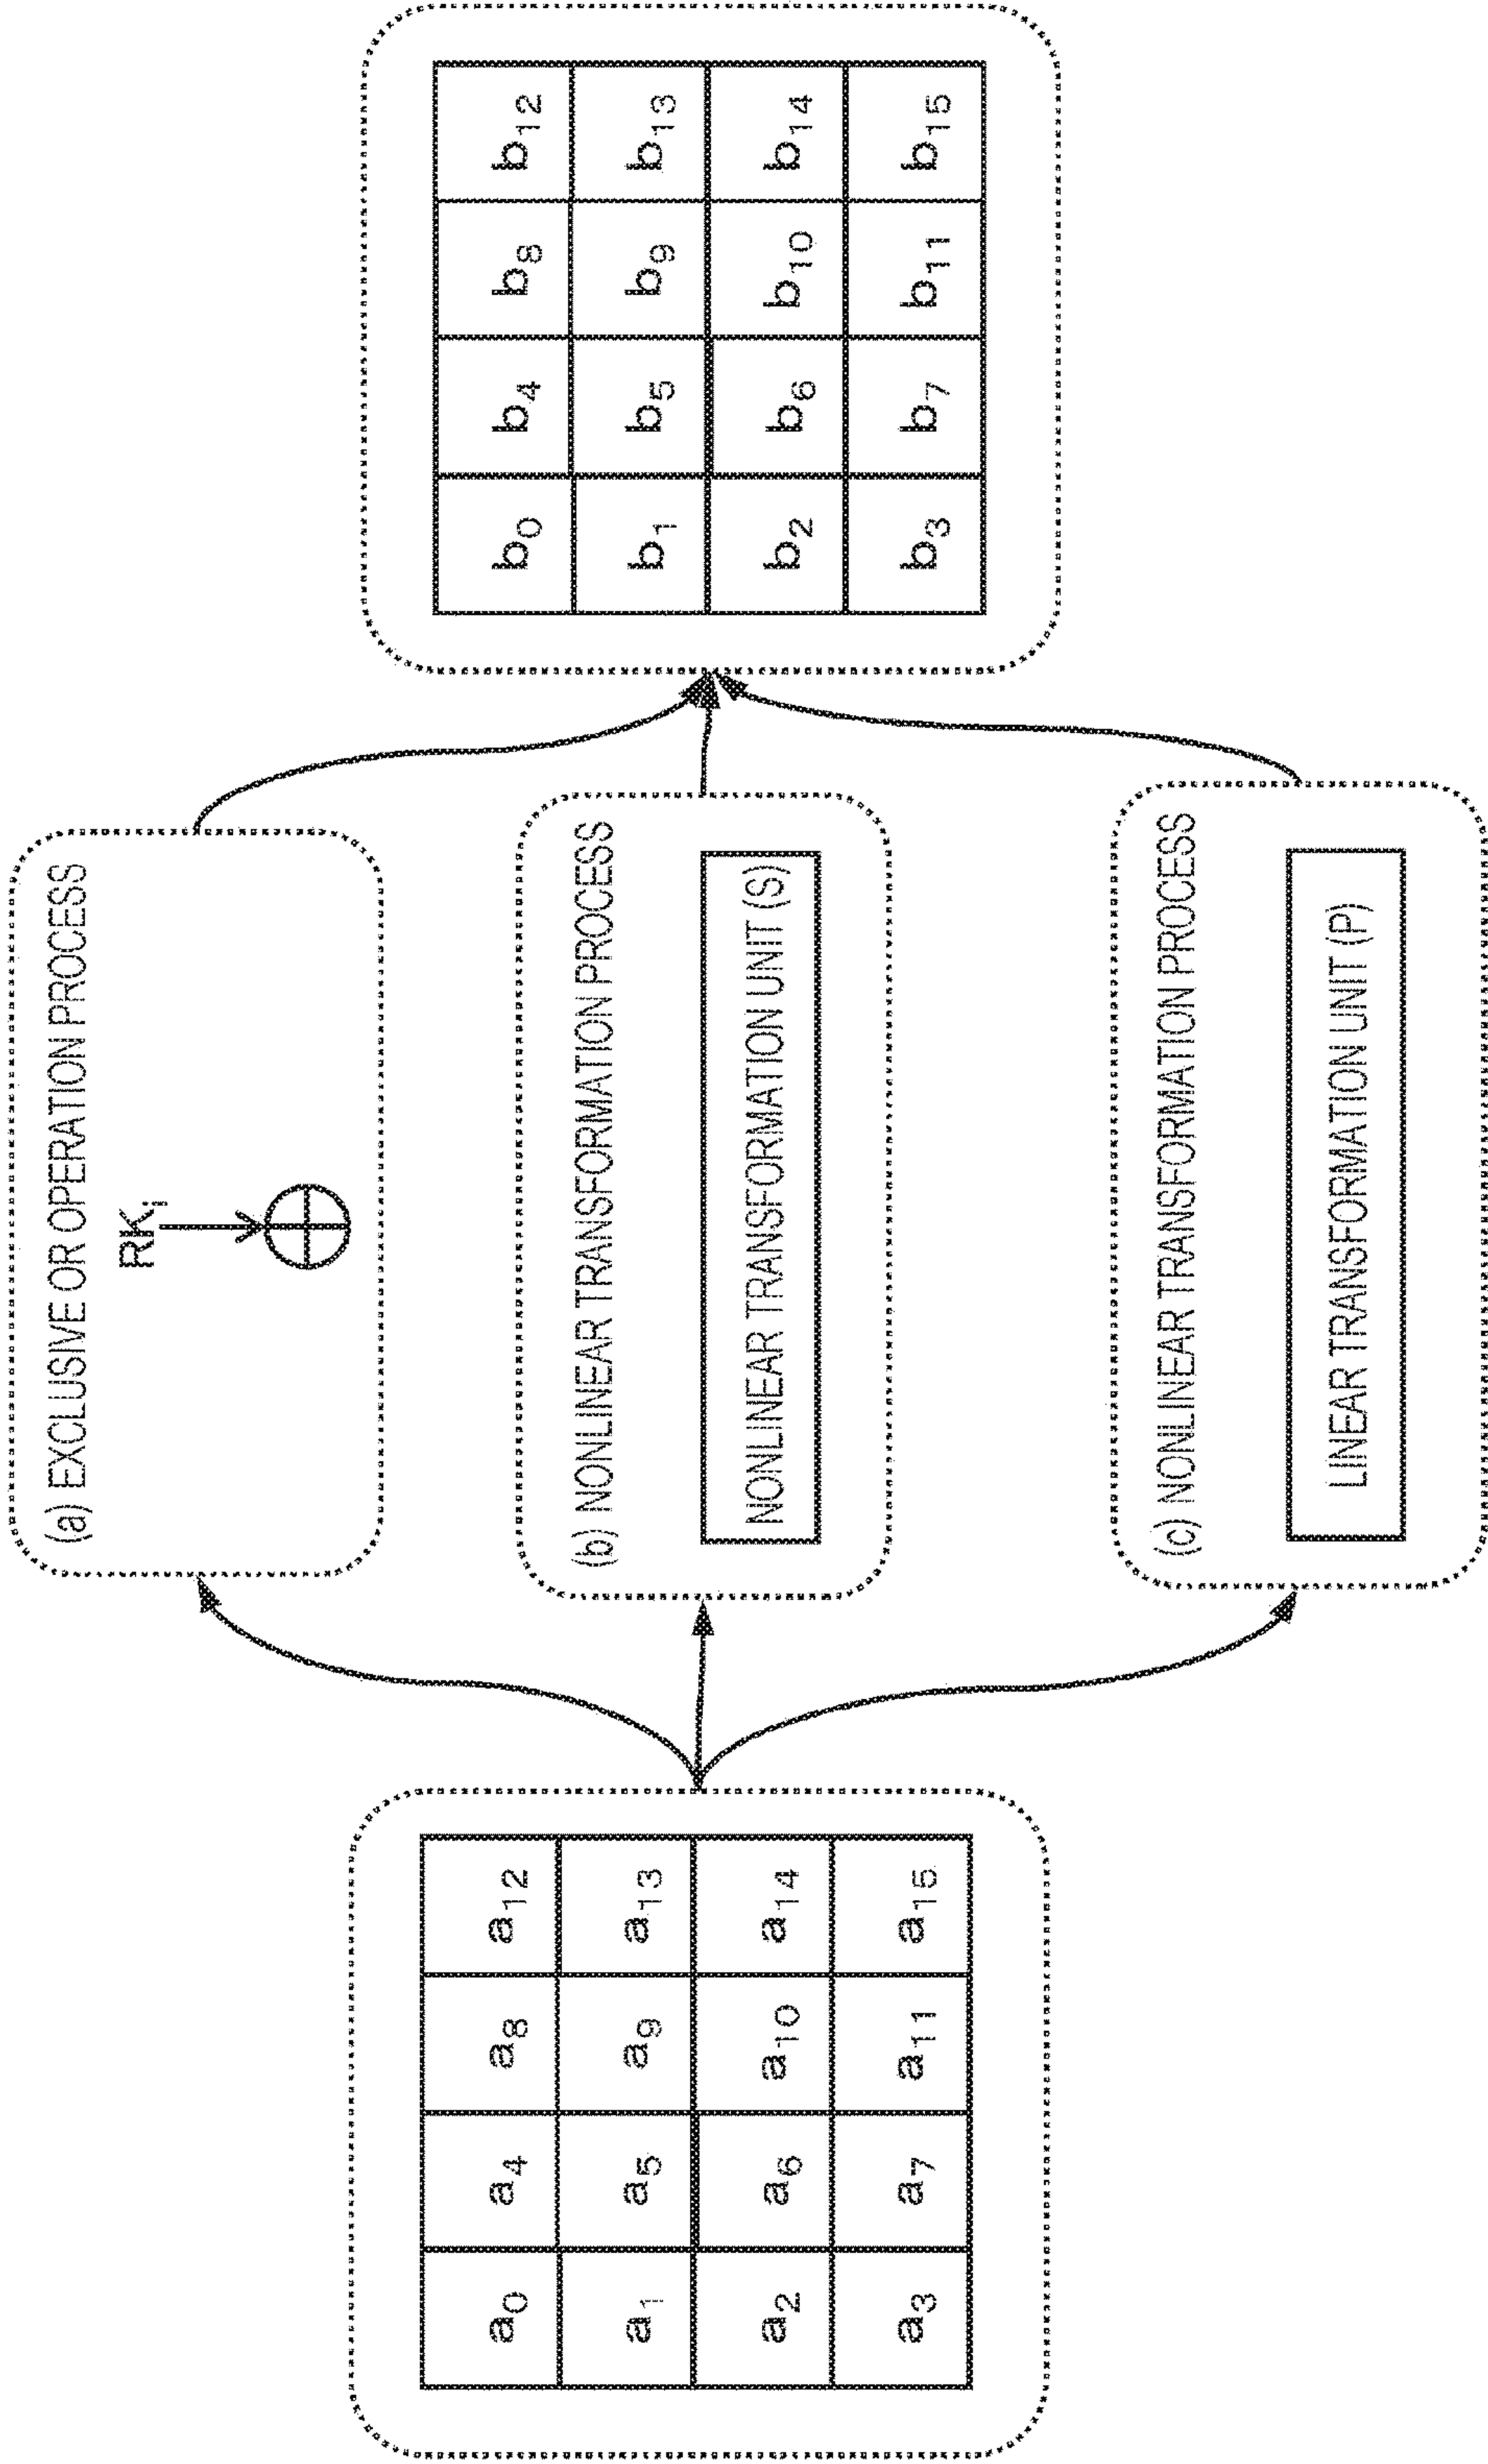 a0 a4 a8 a12
a1 a5 a9 a13
a2 a6 a10 a14
a3 a7 a11 a15
(a) EXCLUSIVE OR OPERATION PROCESS
RKi
(b) NONLINEAR TRANSFORMATION PROCESS
NONLINEAR TRANSFORMATION UNIT (S)
(c) NONLINEAR TRANSFORMATION PROCESS
LINEAR TRANSFORMATION UNIT (P)
b0 b4 b8 b12
b1 b5 b9 b13
b2 b6 b10 b14
b3 b7 b11 b15